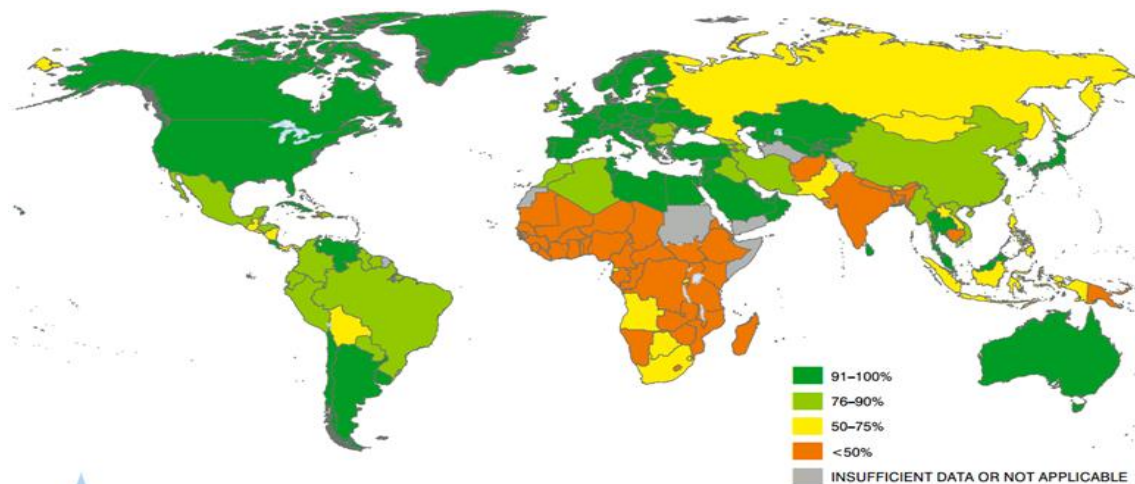 91–100%
76–90%
50–75%
<50%
INSUFFICIENT DATA OR NOT APPLICABLE